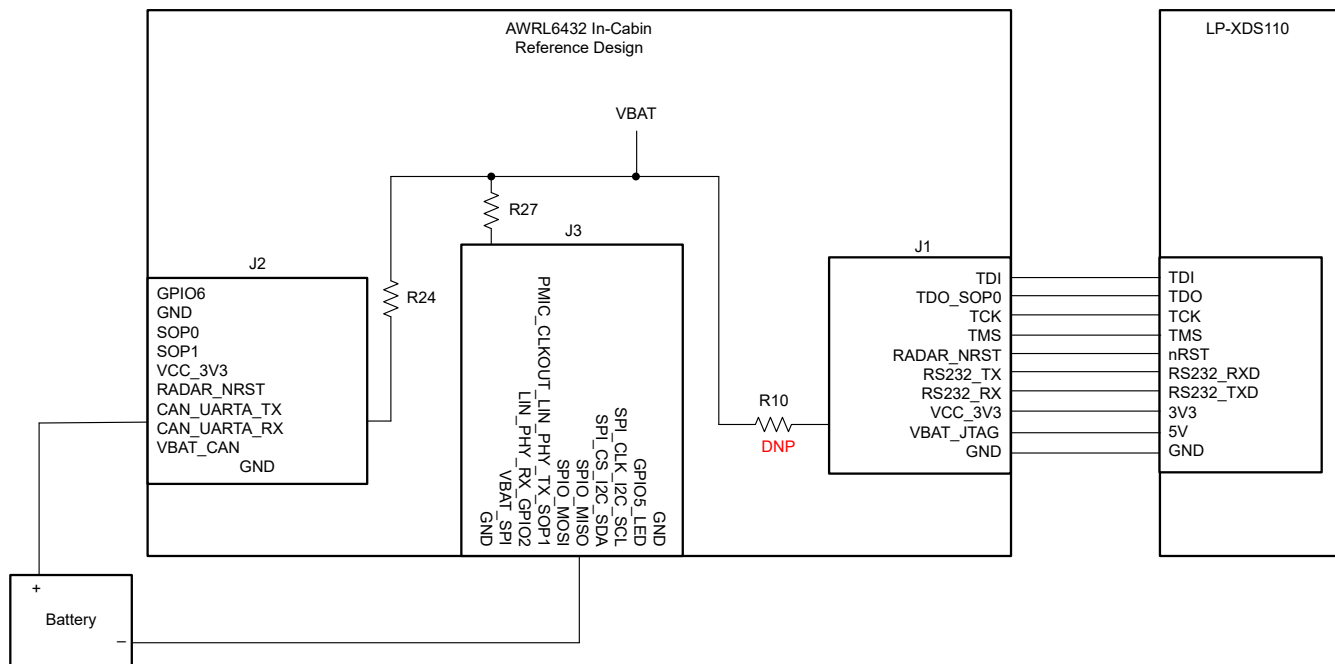 AWRL6432 In-Cabin
Reference Design
LP-XDS110
VBAT
R27
J3
J2
R24
J1
GPIO6
GND
SOP0
SOP1
VCC_3V3
RADAR_NRST
CAN_UARTA_TX
CAN_UARTA_RX
VBAT_CAN
GND
GND
VBAT_SPI
LIN_PHY_RX_GPIO2
PMIC_CLKOUT_LIN_PHY_TX_SOP1
SPIO_MOSI
SPIO_MISO
SPI_CS_I2C_SDA
SPI_CLK_I2C_SCL
GPIO5_LED
GND
R10
DNP
TDI
TDO_SOP0
TCK
TMS
RADAR_NRST
RS232_TX
RS232_RX
VCC_3V3
VBAT_JTAG
GND
TDI
TDO
TCK
TMS
nRST
RS232_RXD
RS232_TXD
3V3
5V
GND
+
Battery
–